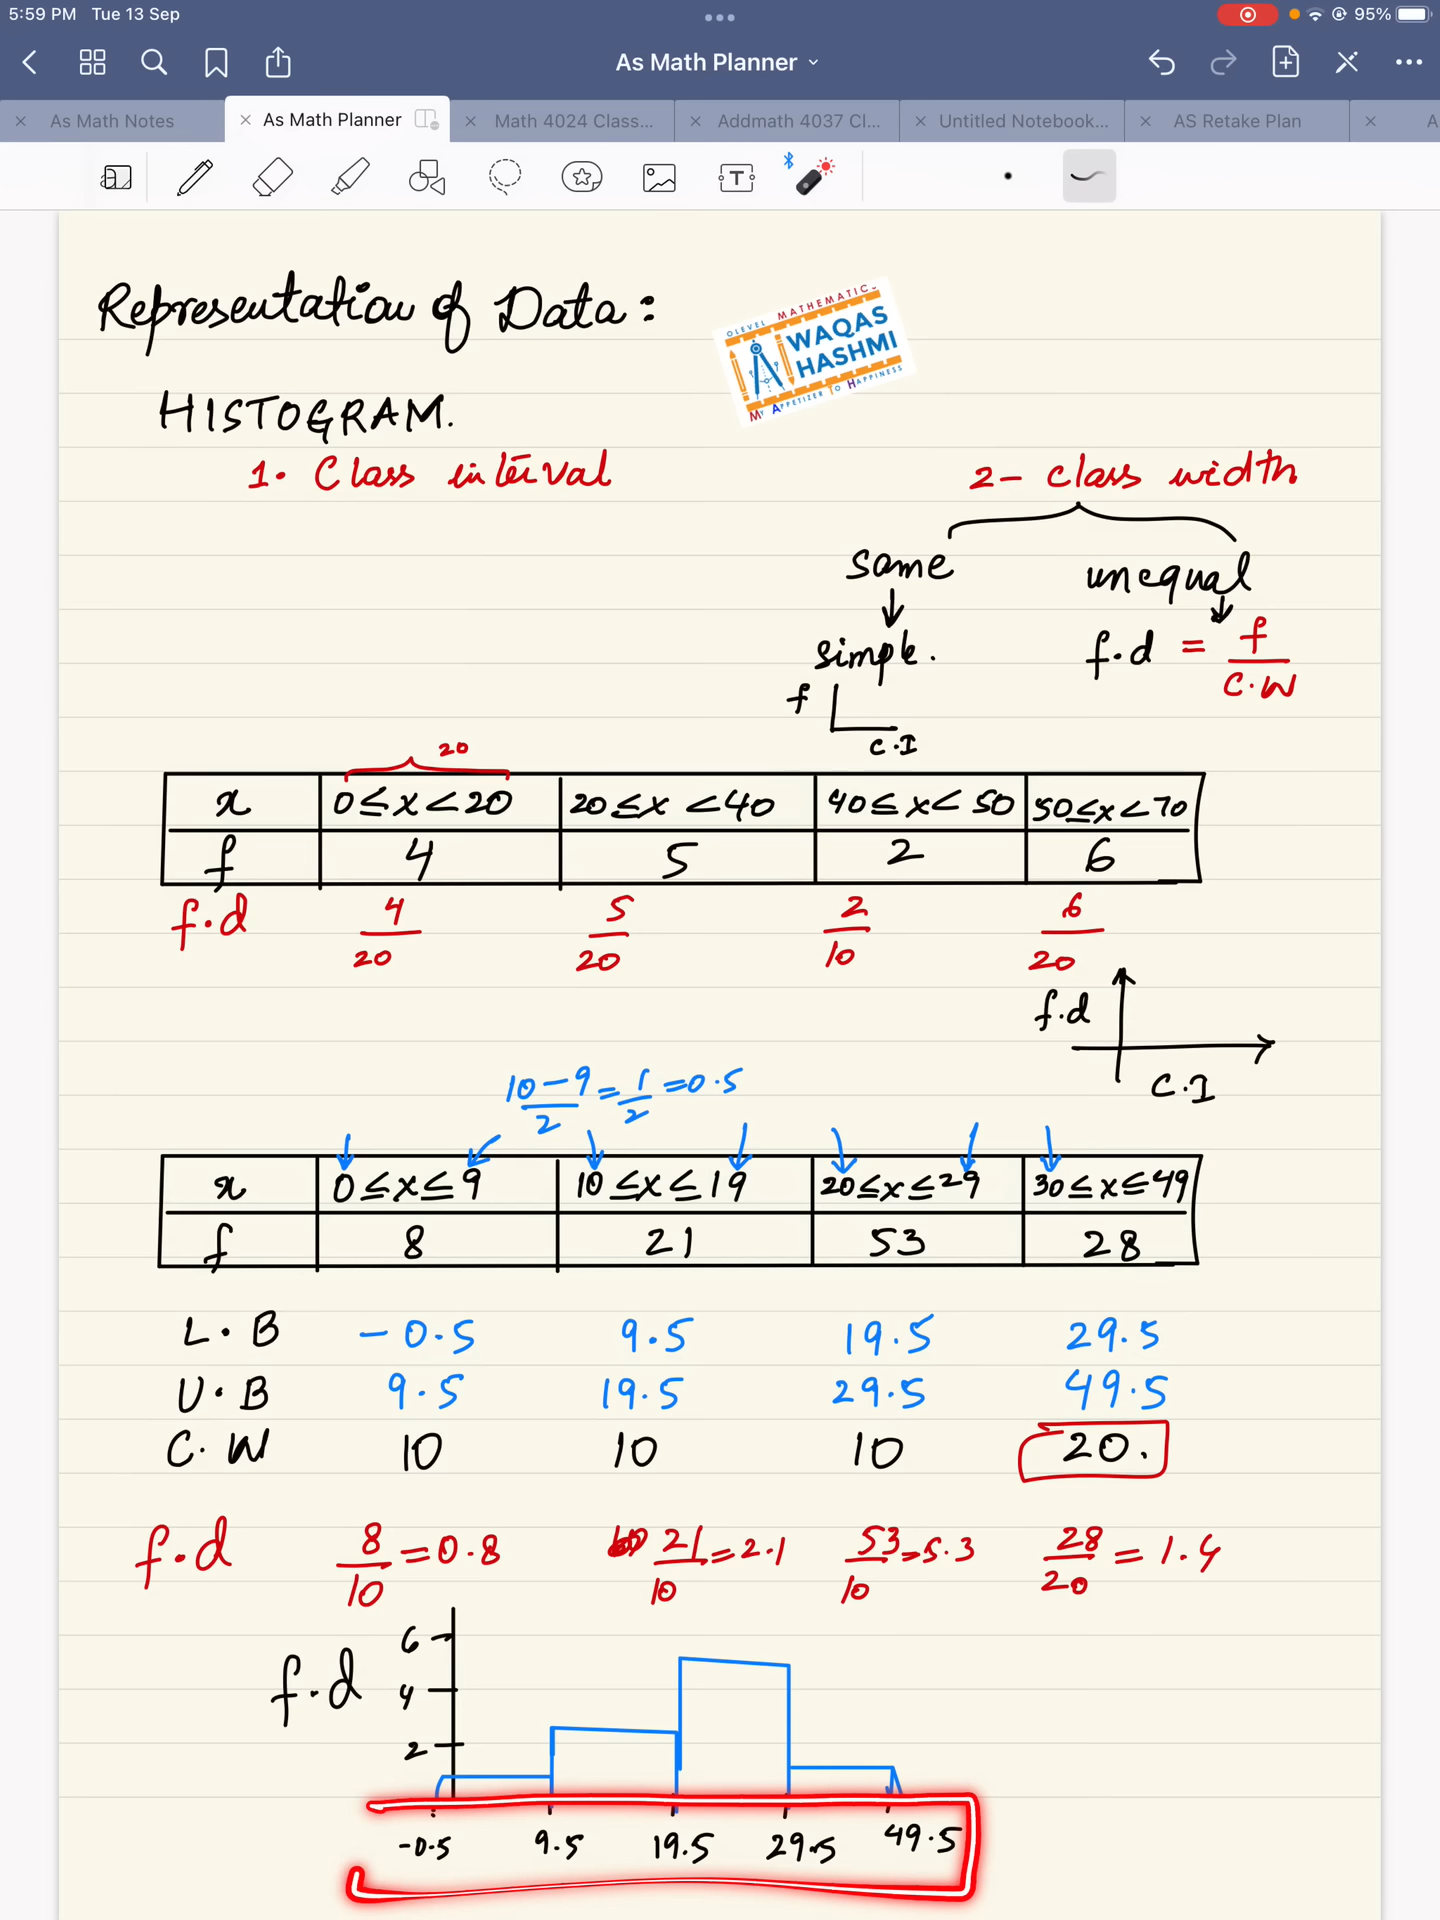 5:59 PM Tue 13 Sep
95%
As Math Planner
As Math Notes
As Math Planner
Math 4024 Class...
Addmath 4037 Cl...
Untitled Notebook...
AS Retake Plan
A
Representation of Data:
OLEVEL MATHEMATICS
WAQAS
HASHMI
MY APPETIZER TO HAPPINESS
HISTOGRAM.
1. Class interval
2- class width
same unequal
simple. f.d = f/C.W
f
C.I
20
x 0≤x<20 20≤x<40 40≤x<50 50≤x<70
f 4 5 2 6
f.d 4/20 5/20 2/10 6/20
f.d
C.I
10-9/2 = 1/2 = 0.5
x 0≤x≤9 10≤x≤19 20≤x≤29 30≤x≤49
f 8 21 53 28
L.B -0.5 9.5 19.5 29.5
U.B 9.5 19.5 29.5 49.5
C.W 10 10 10 20.
f.d 8/10=0.8 21/10=2.1 53/10=5.3 28/20=1.4
6
f.d 4
2
-0.5 9.5 19.5 29.5 49.5